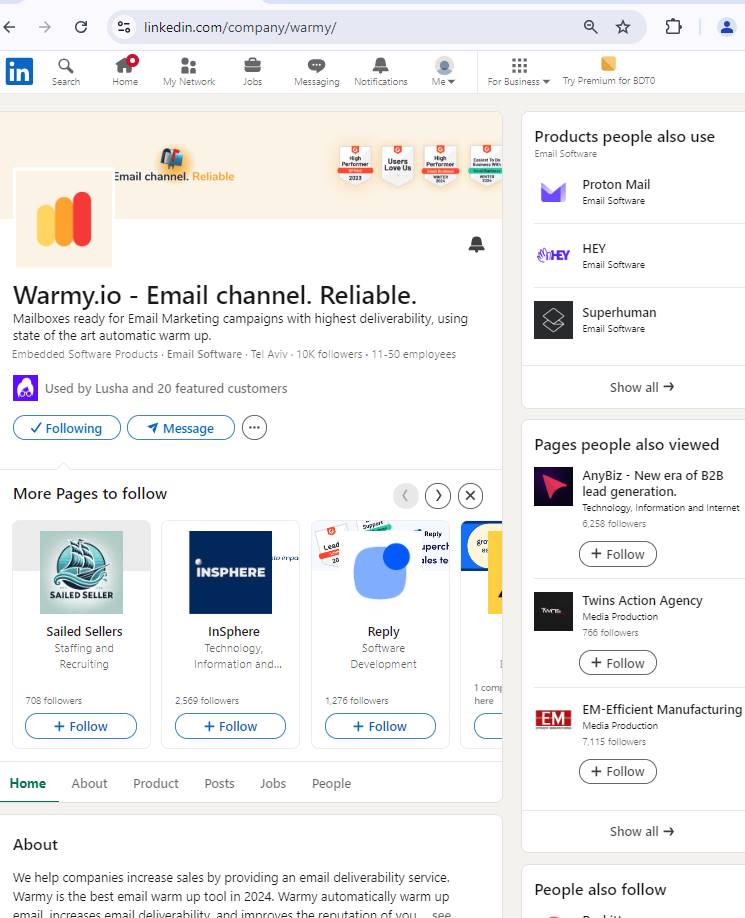 linkedin.com/company/warmy/
in
Search
Home
My Network
Jobs
Messaging
Notifications
Me
For Business
Try Premium for BDT0
Email channel. Reliable
High
Performer
2023
Users
Love Us
High
Performer
Small Business
WINTER
2024
Easiest To Do
Business With
Small Business
WINTER
2024
Warmy.io - Email channel. Reliable.
Mailboxes ready for Email Marketing campaigns with highest deliverability, using
state of the art automatic warm up.
Embedded Software Products · Email Software · Tel Aviv · 10K followers · 11-50 employees
Used by Lusha and 20 featured customers
Following
Message
More Pages to follow
SAILED SELLER
Sailed Sellers
Staffing and
Recruiting
708 followers
+ Follow
INSPHERE
InSphere
Technology,
Information and...
2,569 followers
+ Follow
Lead
Support
Reply
Reply
Software
Development
1,276 followers
+ Follow
1 comp
here
Home
About
Product
Posts
Jobs
People
About
We help companies increase sales by providing an email deliverability service.
Warmy is the best email warm up tool in 2024. Warmy automatically warm up
email, increases email deliverability, and improves the reputation of you... see
Products people also use
Email Software
Proton Mail
Email Software
HEY
HEY
Email Software
Superhuman
Email Software
Show all →
Pages people also viewed
AnyBiz - New era of B2B
lead generation.
Technology, Information and Internet
6,258 followers
+ Follow
Twins
Twins Action Agency
Media Production
766 followers
+ Follow
EM
EM-Efficient Manufacturing
Media Production
7,115 followers
+ Follow
Show all →
People also follow